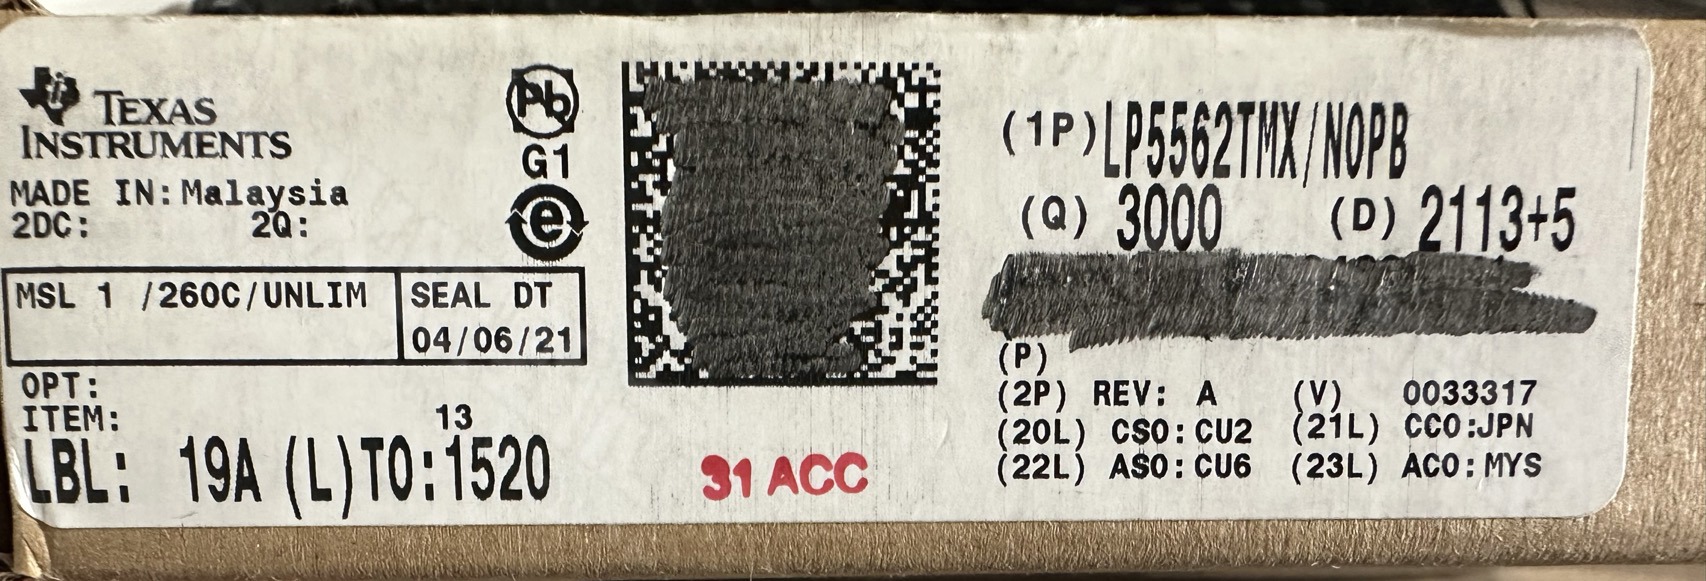 TEXAS
INSTRUMENTS
MADE IN: Malaysia
2DC: 2Q:
Pb
G1
e
MSL 1 /260C/UNLIM
SEAL DT
04/06/21
OPT:
ITEM: 13
LBL: 19A (L)TO:1520
31 ACC
(1P) LP5562TMX/NOPB
(Q) 3000 (D) 2113+5
(P)
(2P) REV: A (V) 0033317
(20L) CSO: CU2 (21L) CCO:JPN
(22L) ASO: CU6 (23L) ACO: MYS